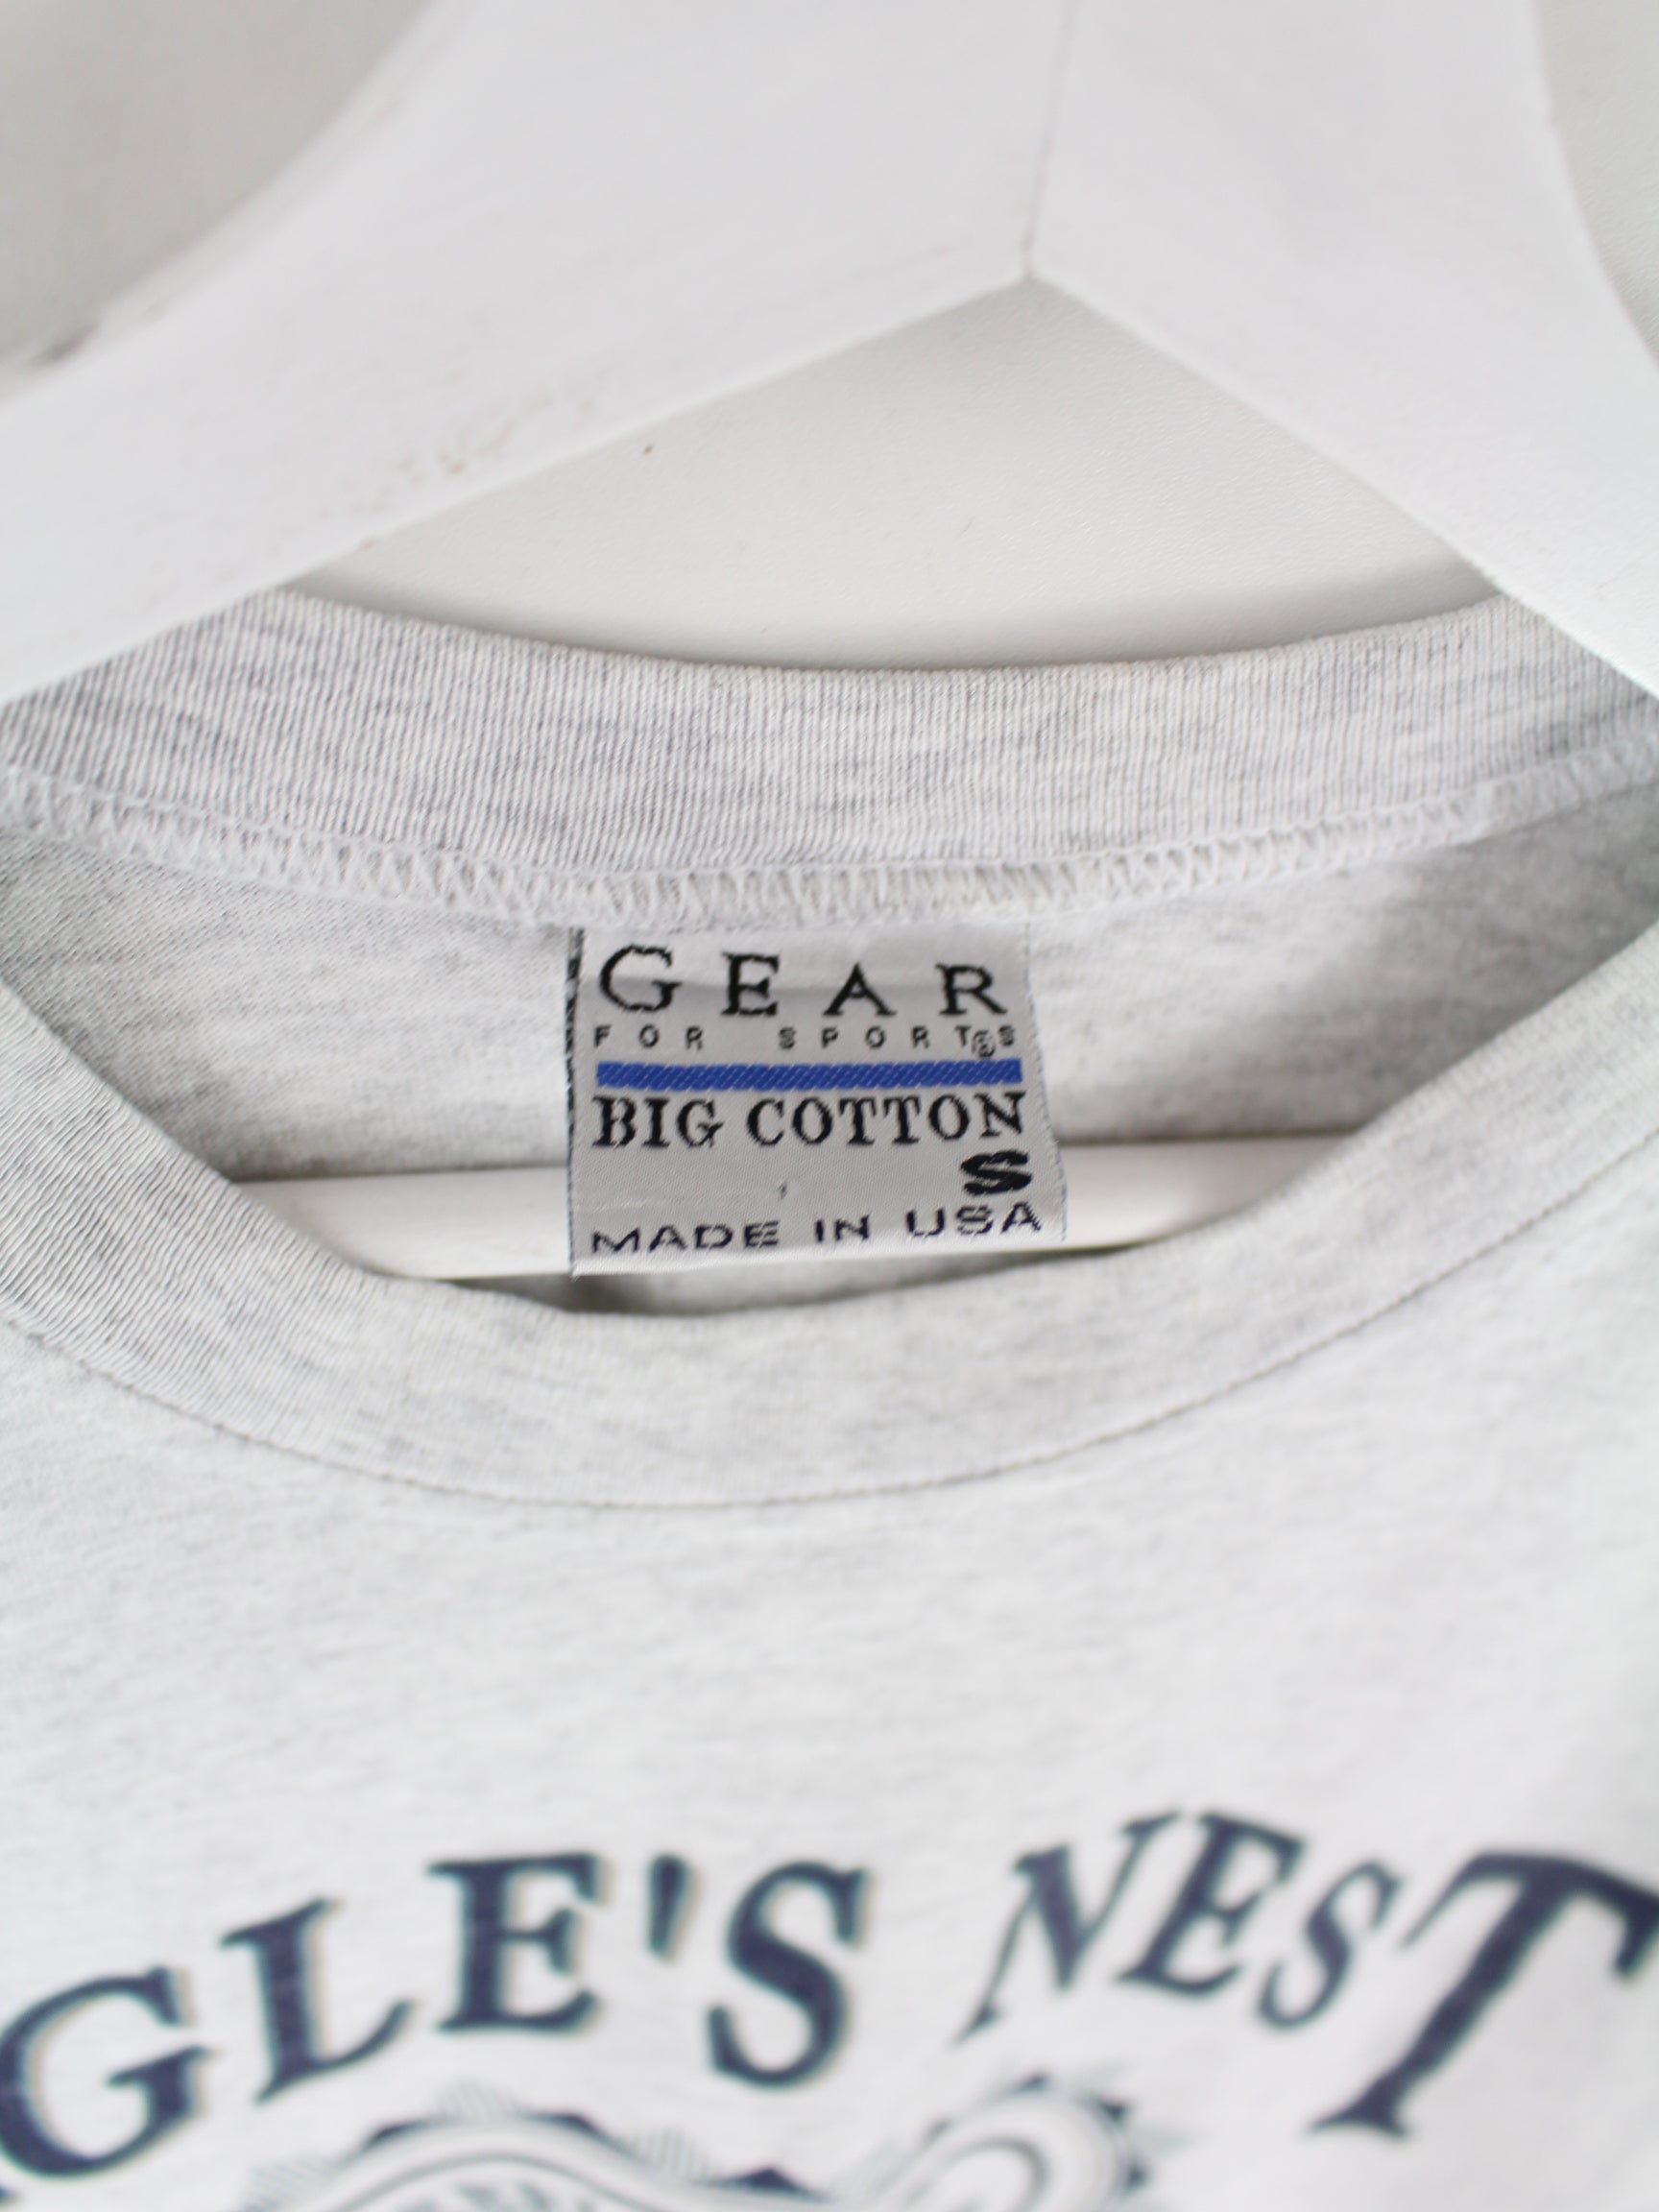 GEAR
FOR SPORTS®
BIG COTTON
S
MADE IN USA
GLE'S NEST